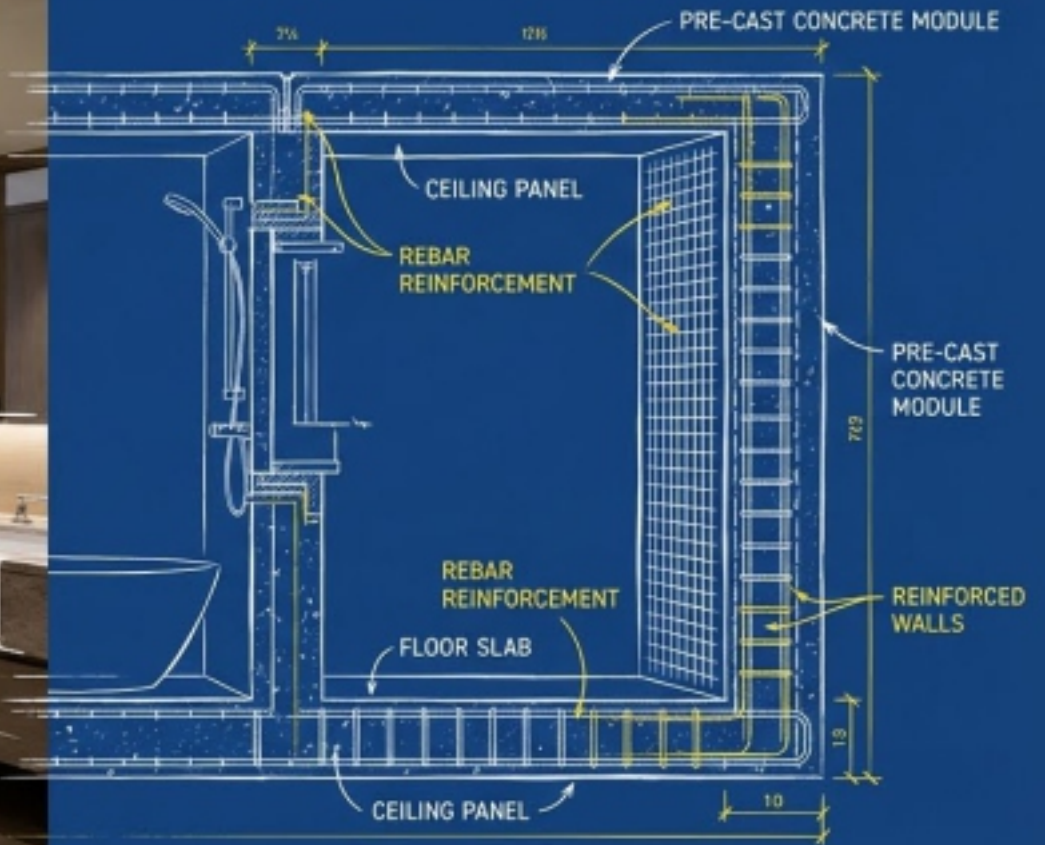 PRE-CAST CONCRETE MODULE
CEILING PANEL
REBAR
REINFORCEMENT
PRE-CAST
CONCRETE
MODULE
REBAR
REINFORCEMENT
REINFORCED
WALLS
FLOOR SLAB
13
10
CEILING PANEL